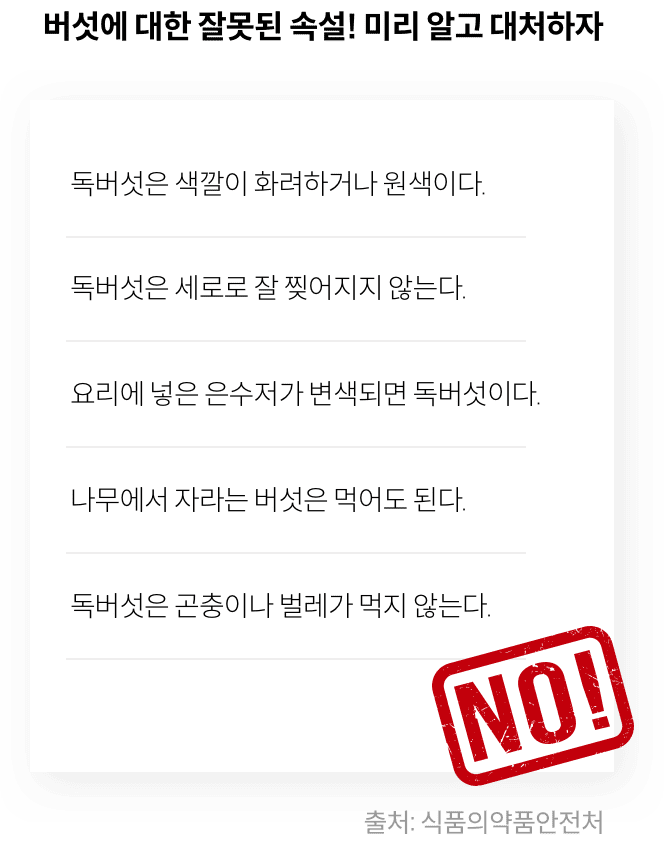 버섯에 대한 잘못된 속설! 미리 알고 대처하자
독버섯은 색깔이 화려하거나 원색이다.
독버섯은 세로로 잘 찢어지지 않는다.
요리에 넣은 은수저가 변색되면 독버섯이다.
나무에서 자라는 버섯은 먹어도 된다.
독버섯은 곤충이나 벌레가 먹지 않는다.
NO!
출처: 식품의약품안전처